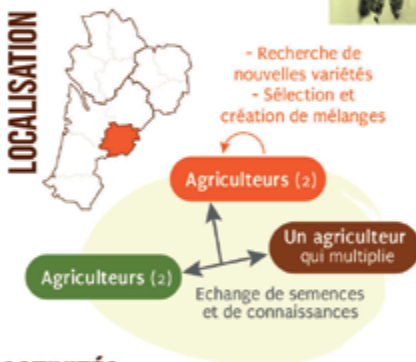 LOCALISATION
- Recherche de
nouvelles variétés
- Sélection et
création de mélanges
Agriculteurs (2)
Un agriculteur
qui multiplie
Agriculteurs (2)
Echange de semences
et de connaissances